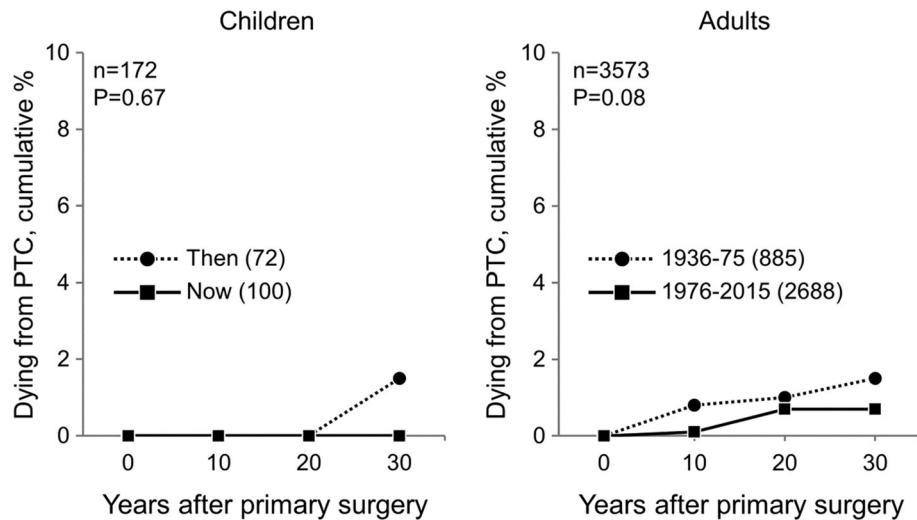 Children
Dying from PTC, cumulative %
10
8
6
4
2
0
n=172
P=0.67
Then (72)
Now (100)
0 10 20 30
Years after primary surgery
Adults
Dying from PTC, cumulative %
10
8
6
4
2
0
n=3573
P=0.08
1936-75 (885)
1976-2015 (2688)
0 10 20 30
Years after primary surgery